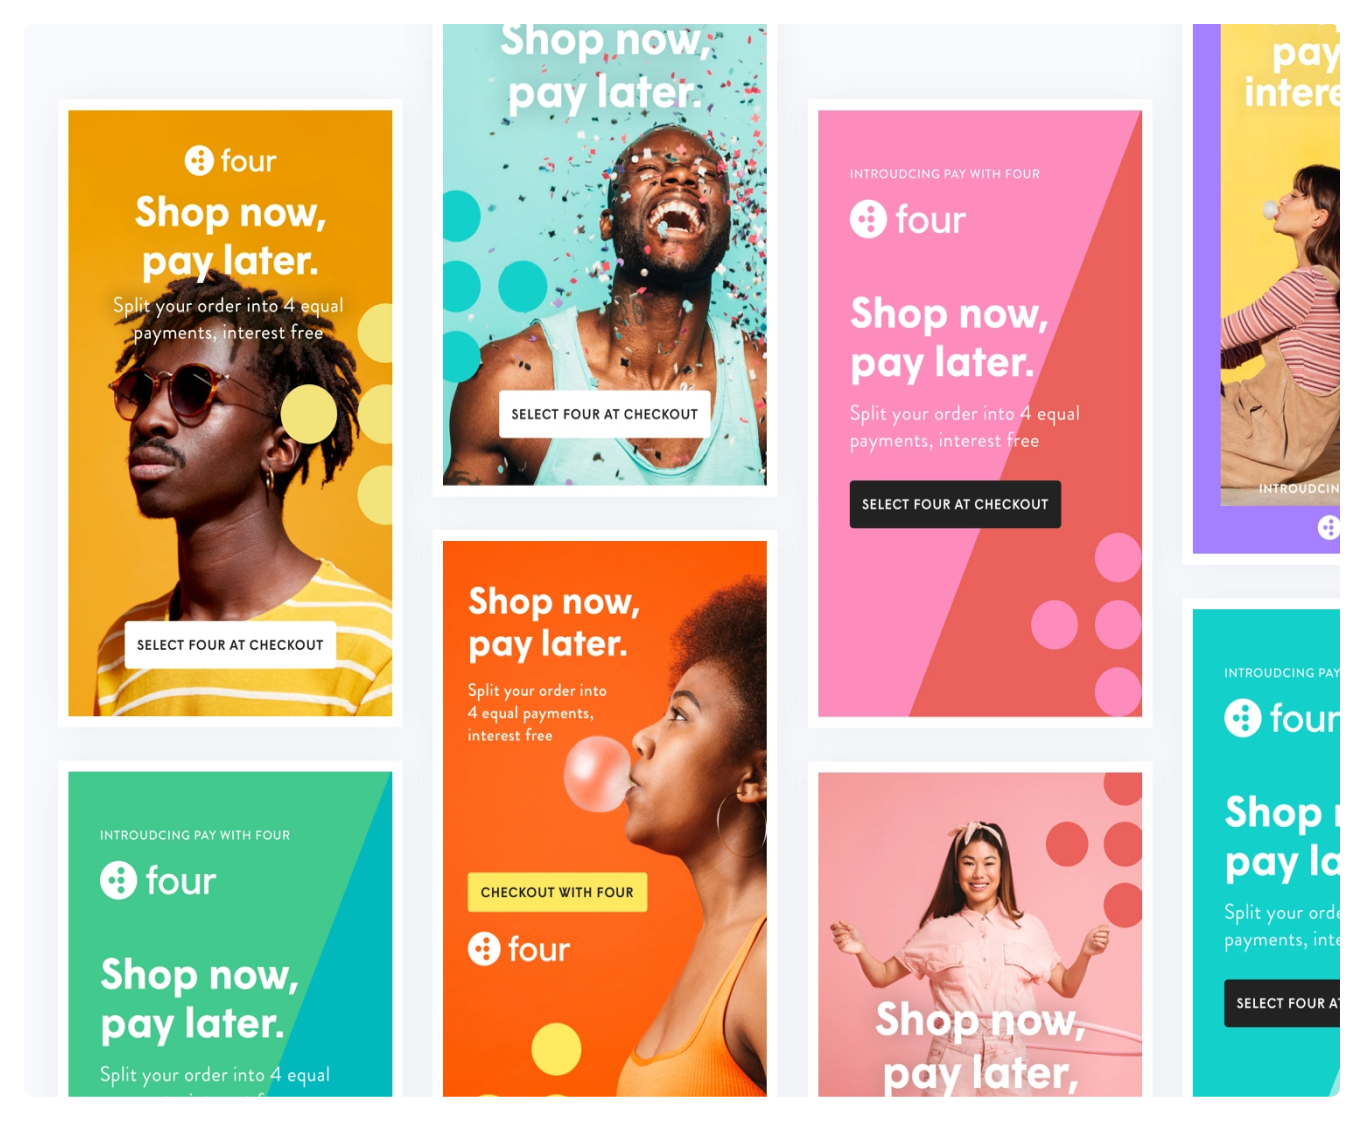 four
Shop now,
pay later.
Split your order into 4 equal
payments, interest free
SELECT FOUR AT CHECKOUT
INTROUDCING PAY WITH FOUR
four
Shop now,
pay later.
Split your order into 4 equal
Shop now,
pay later.
SELECT FOUR AT CHECKOUT
Shop now,
pay later.
Split your order into
4 equal payments,
interest free
CHECKOUT WITH FOUR
four
INTROUDCING PAY WITH FOUR
four
Shop now,
pay later.
Split your order into 4 equal
payments, interest free
SELECT FOUR AT CHECKOUT
Shop now,
pay later,
pay
intere
INTROUDCIN
INTROUDCING PAY
four
Shop
pay la
Split your orde
payments, inte
SELECT FOUR AT